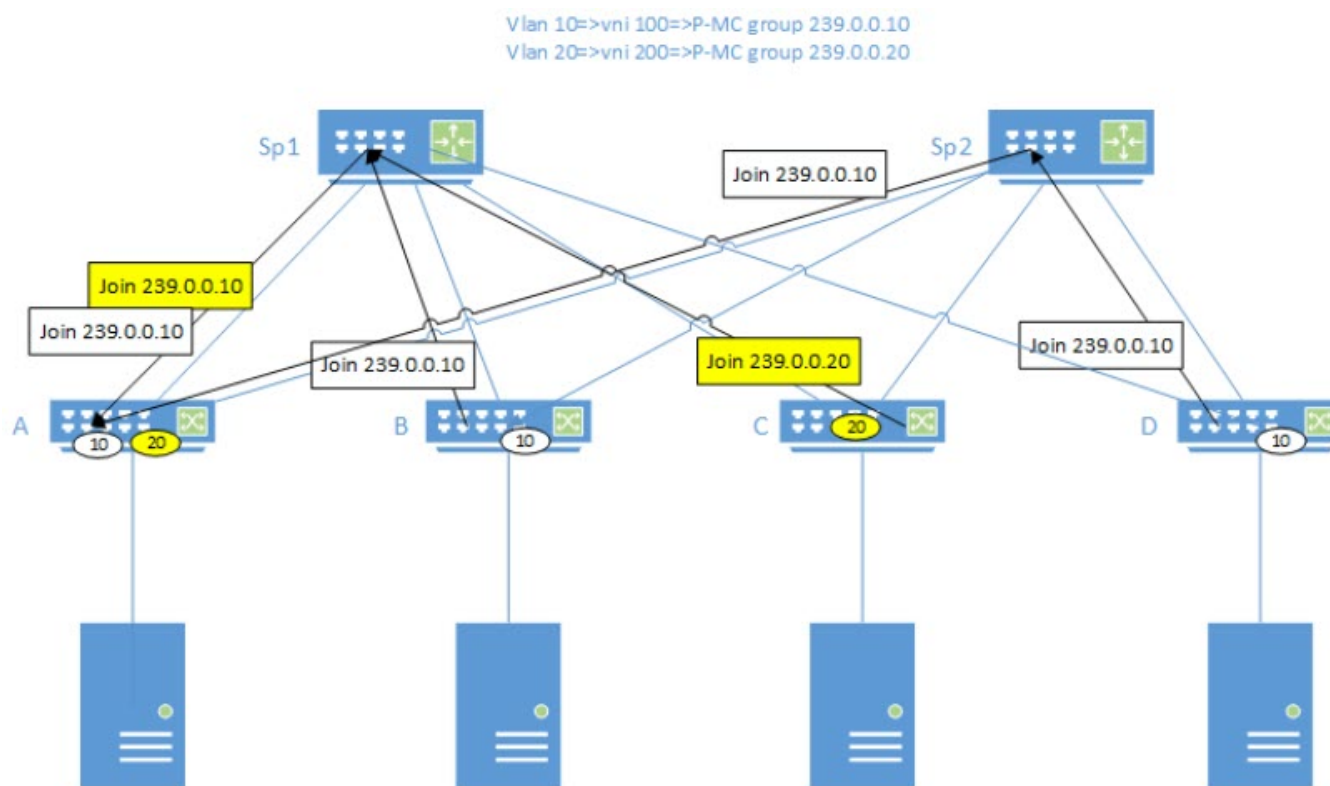 Vlan 10=>vni 100=>P-MC group 239.0.0.10
Vlan 20=>vni 200=>P-MC group 239.0.0.20
Sp1
Sp2
Join 239.0.0.10
Join 239.0.0.10
Join 239.0.0.10
Join 239.0.0.10
Join 239.0.0.20
Join 239.0.0.10
A
10
20
B
10
C
20
D
10